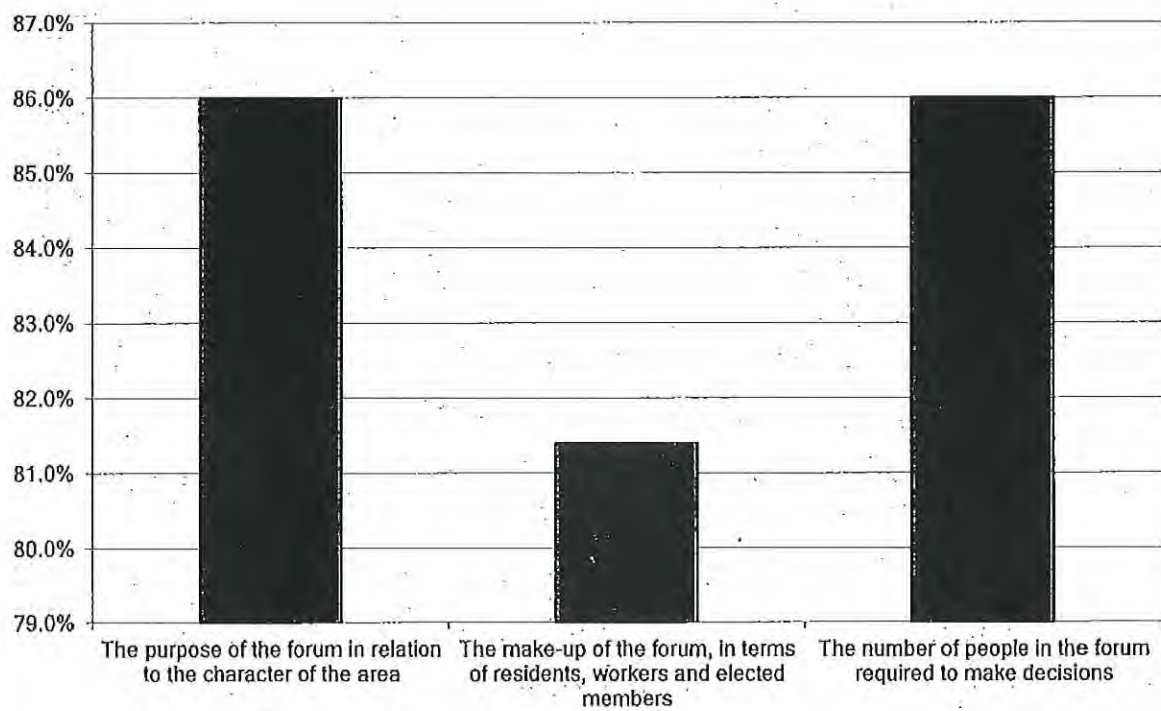 87.0%
86.0%
85.0%
84.0%
83.0%
82.0%
81.0%
80.0%
79.0%
The purpose of the forum in relation
to the character of the area
The make-up of the forum, in terms
of residents, workers and elected
members
The number of people in the forum
required to make decisions